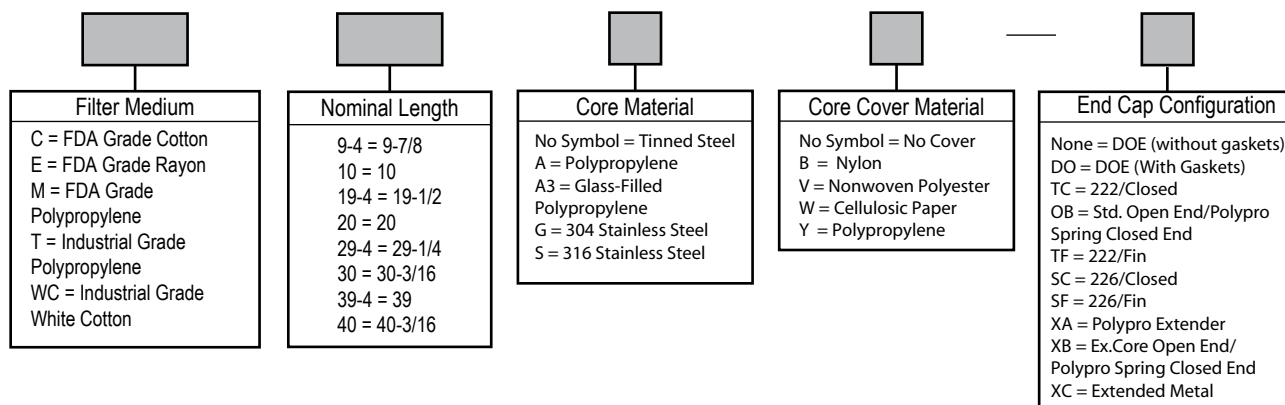 Filter Medium
C = FDA Grade Cotton
E = FDA Grade Rayon
M = FDA Grade
Polypropylene
T = Industrial Grade
Polypropylene
WC = Industrial Grade
White Cotton
Nominal Length
9-4 = 9-7/8
10 = 10
19-4 = 19-1/2
20 = 20
29-4 = 29-1/4
30 = 30-3/16
39-4 = 39
40 = 40-3/16
Core Material
No Symbol = Tinned Steel
A = Polypropylene
A3 = Glass-Filled
Polypropylene
G = 304 Stainless Steel
S = 316 Stainless Steel
Core Cover Material
No Symbol = No Cover
B = Nylon
V = Nonwoven Polyester
W = Cellulosic Paper
Y = Polypropylene
End Cap Configuration
None = DOE (without gaskets)
DO = DOE (With Gaskets)
TC = 222/Closed
OB = Std. Open End/Polypro
Spring Closed End
TF = 222/Fin
SC = 226/Closed
SF = 226/Fin
XA = Polypro Extender
XB = Ex.Core Open End/
Polypro Spring Closed End
XC = Extended Metal